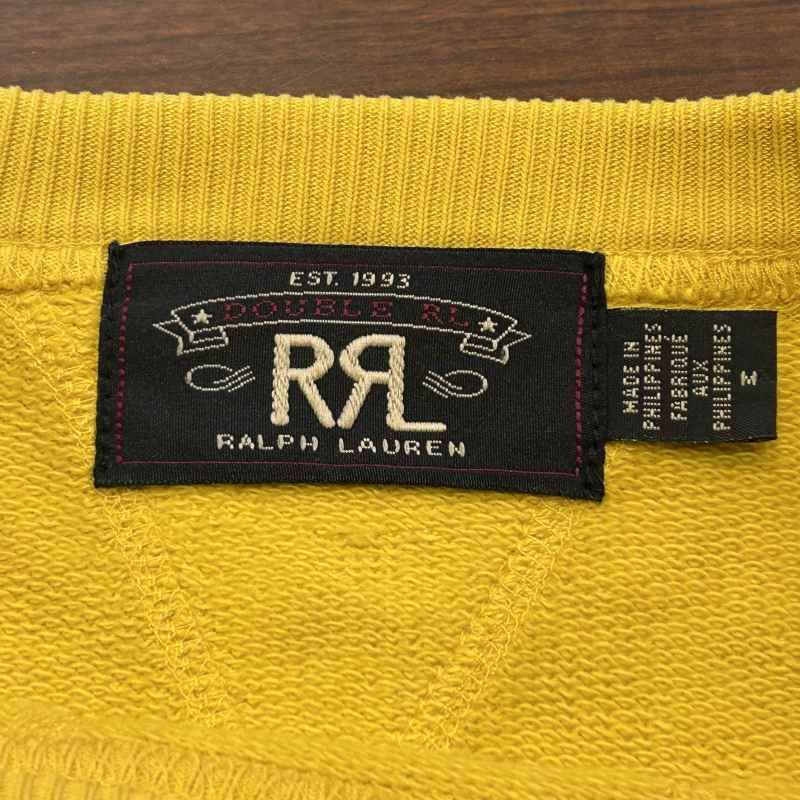 EST. 1993
DOUBLE RL
RRL
RALPH LAUREN
MADE IN
PHILIPPINES
FABRIQUE
AUX
PHILIPPINES
M